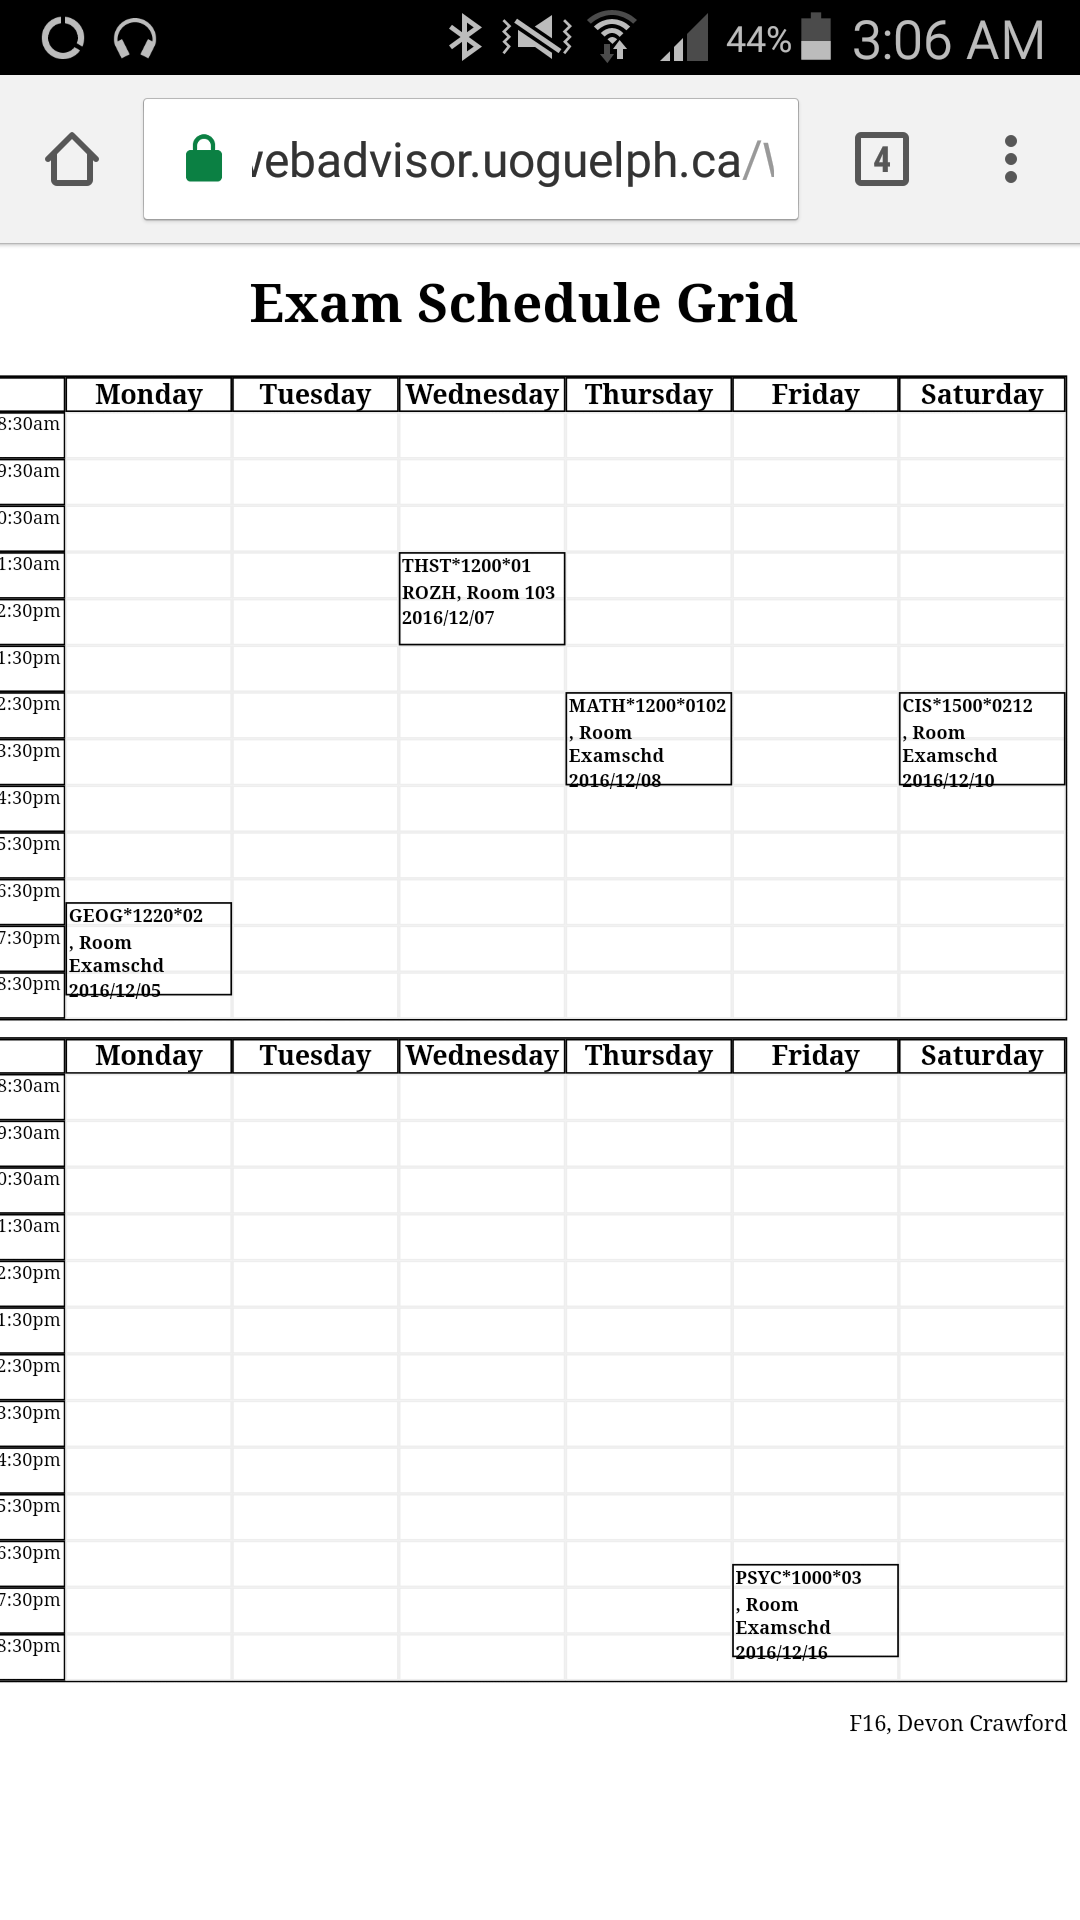 44% 3:06 AM
vebadvisor.uoguelph.ca/\
4
Exam Schedule Grid
Monday Tuesday Wednesday Thursday Friday Saturday
8:30am
9:30am
0:30am
1:30am
THST*1200*01
ROZH, Room 103
2016/12/07
2:30pm
1:30pm
2:30pm
MATH*1200*0102
, Room
Examschd
2016/12/08
CIS*1500*0212
, Room
Examschd
2016/12/10
3:30pm
4:30pm
5:30pm
6:30pm
GEOG*1220*02
, Room
Examschd
2016/12/05
7:30pm
8:30pm
Monday Tuesday Wednesday Thursday Friday Saturday
8:30am
9:30am
0:30am
1:30am
2:30pm
1:30pm
2:30pm
3:30pm
4:30pm
5:30pm
6:30pm
PSYC*1000*03
, Room
Examschd
2016/12/16
7:30pm
8:30pm
F16, Devon Crawford